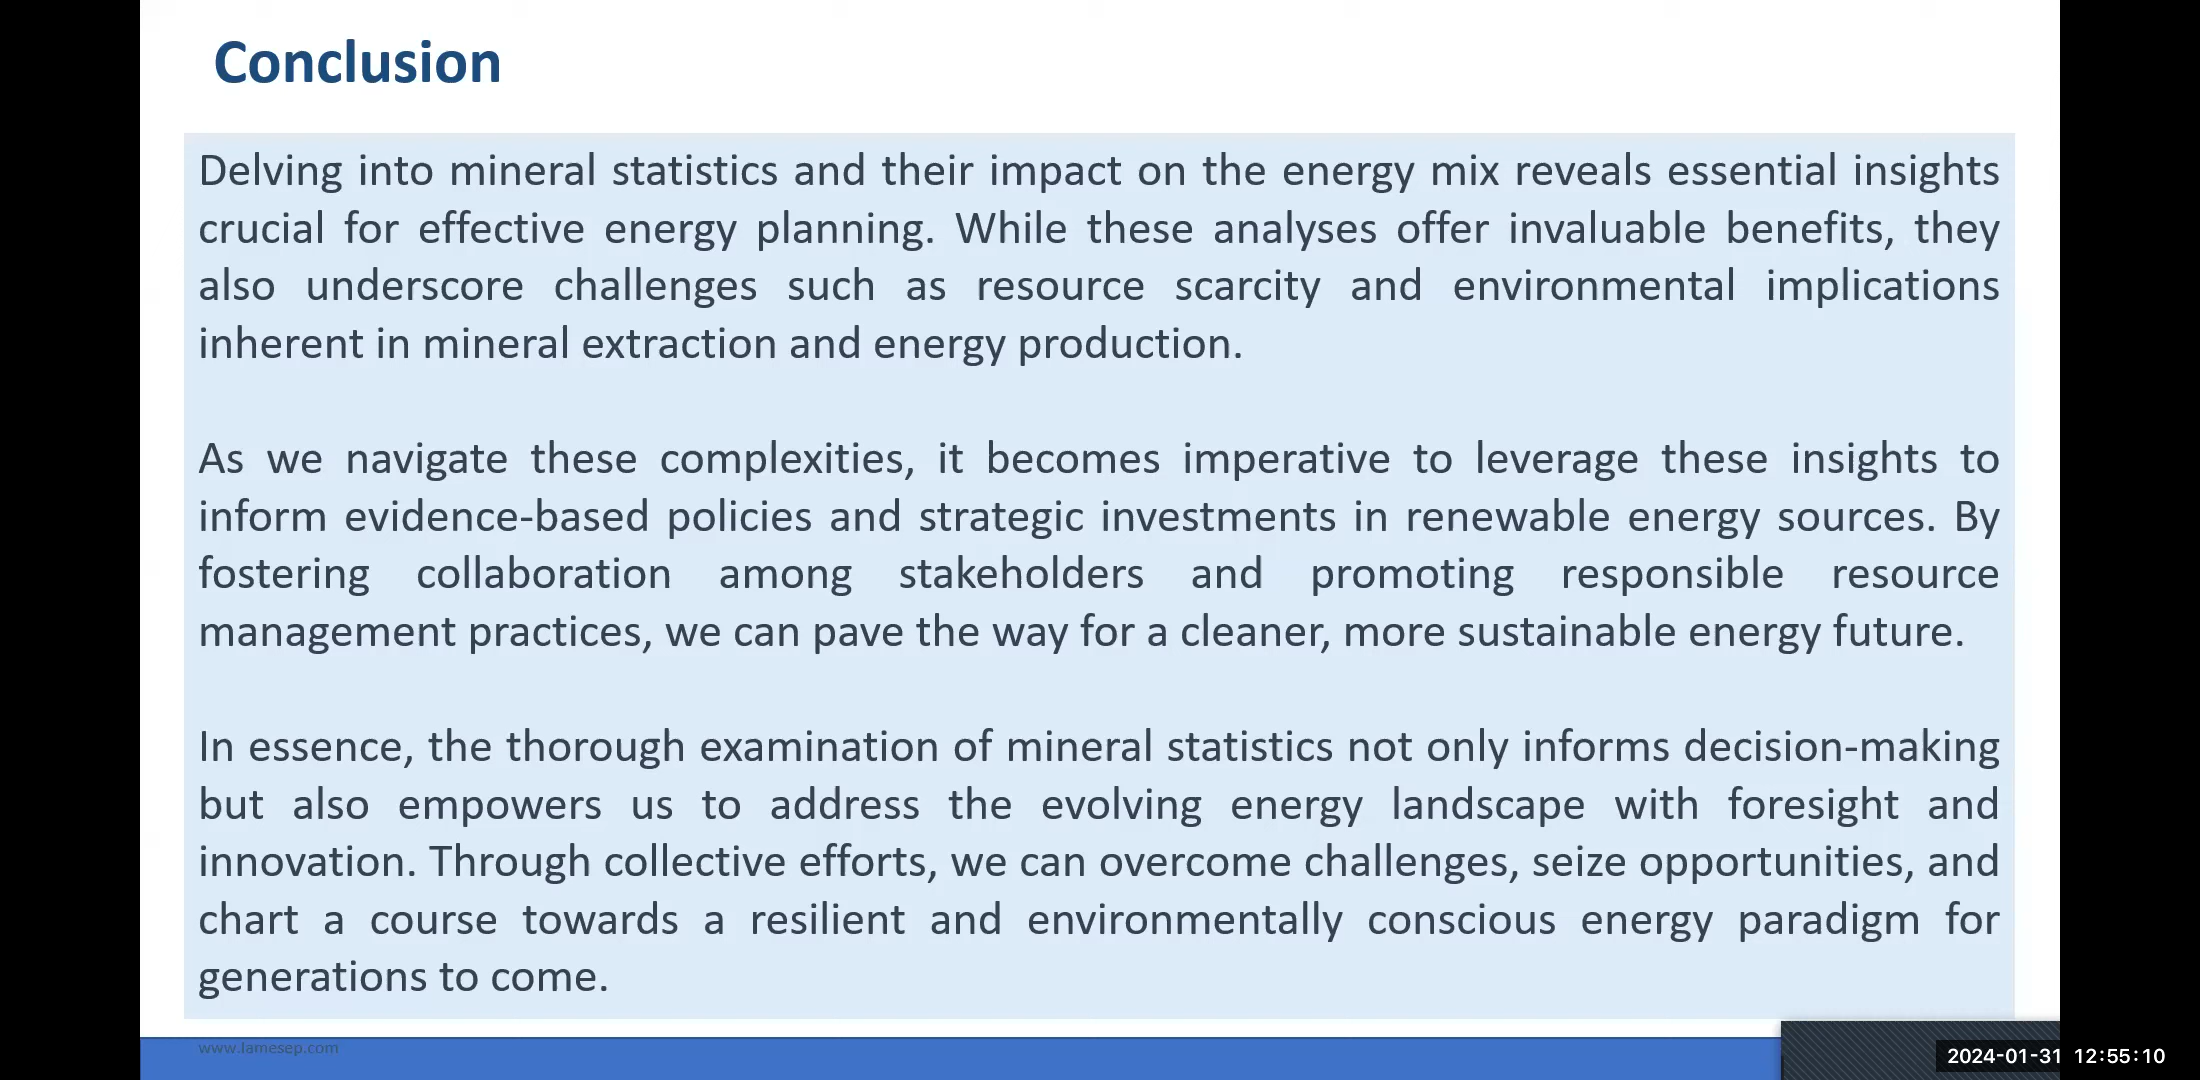 Conclusion
Delving into mineral statistics and their impact on the energy mix reveals essential insights
crucial for effective energy planning. While these analyses offer invaluable benefits, they
also underscore challenges such as resource scarcity and environmental implications
inherent in mineral extraction and energy production.
As we navigate these complexities, it becomes imperative to leverage these insights to
inform evidence-based policies and strategic investments in renewable energy sources. By
fostering collaboration among stakeholders and promoting responsible resource
management practices, we can pave the way for a cleaner, more sustainable energy future.
In essence, the thorough examination of mineral statistics not only informs decision-making
but also empowers us to address the evolving energy landscape with foresight and
innovation. Through collective efforts, we can overcome challenges, seize opportunities, and
chart a course towards a resilient and environmentally conscious energy paradigm for
generations to come.
www.lamesep.com
2024-01-31 12:55:10